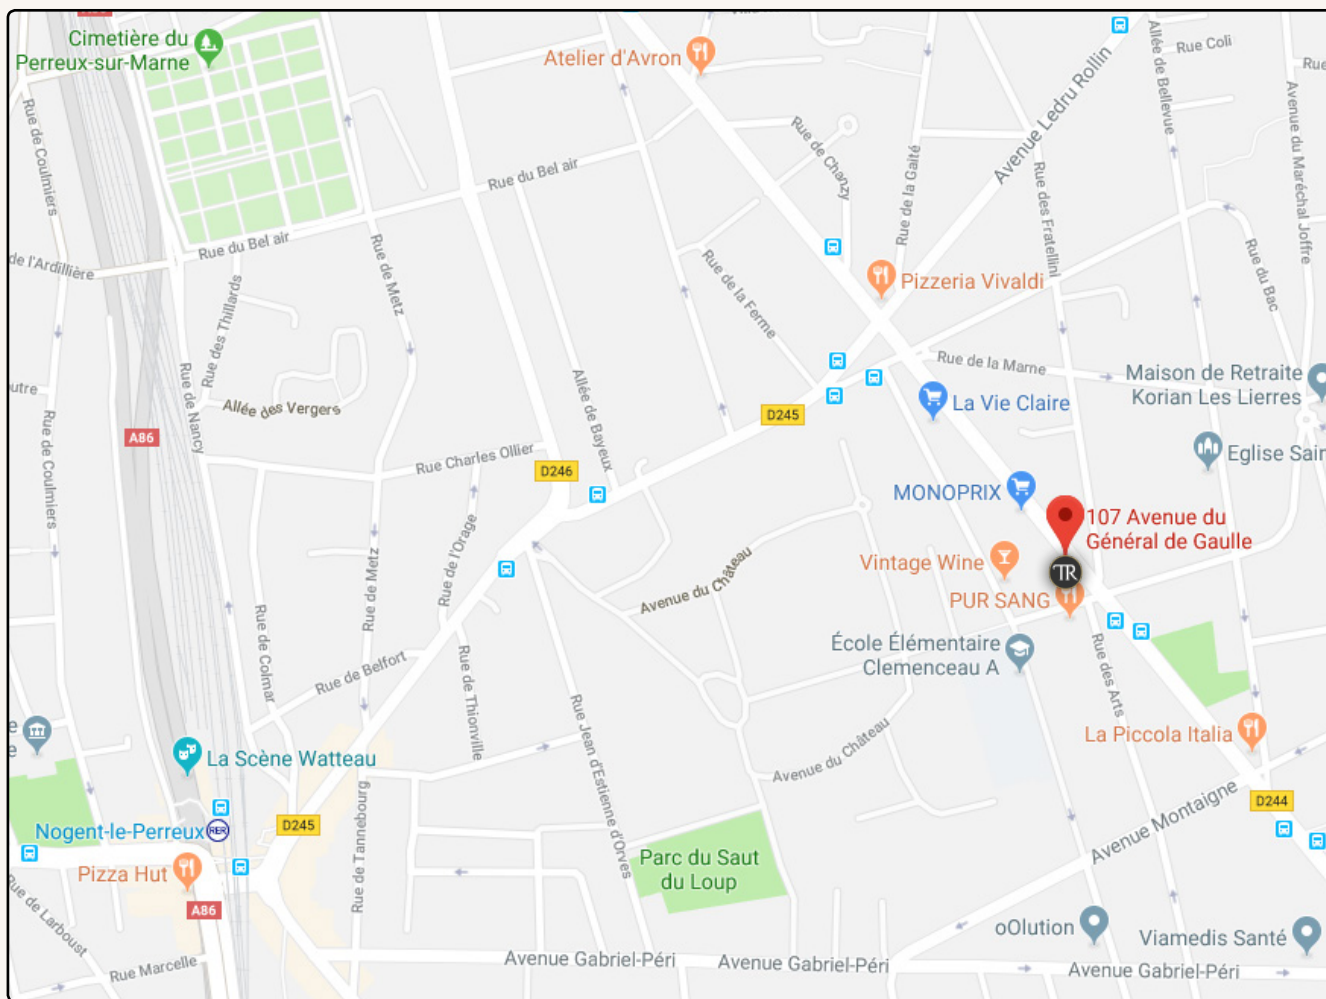 A86
Cimetière du
Perreux-sur-Marne
Atelier d'Avron
Rue Coli
Allée de Bellevue
Avenue Ledru Rollin
Avenue du Maréchal Joffre
Rue
Rue de Coulmiers
Rue de Chanzy
Rue de la Gaité
Rue des Fratellini
Rue du Bel air
Rue du Bel air
de l'Ardillière
Rue de Metz
Rue de la Ferme
Pizzeria Vivaldi
Rue du Bac
Rue des Thillards
Rue de la Marne
Maison de Retraite
Korian Les Lierres
outre
Rue de Nancy
Allée des Vergers
Allée de Bayeux
D245
La Vie Claire
Rue de Coulmiers
A86
Rue Charles Ollier
D246
Eglise Sain
MONOPRIX
107 Avenue du
Général de Gaulle
Rue de l'Orage
Rue de Metz
Avenue du Château
Vintage Wine
TR
PUR SANG
École Élémentaire
Clemenceau A
Rue de Colmar
Rue de Belfort
Rue de Thionville
Rue Jean d'Estienne d'Orves
Rue des Arts
La Piccola Italia
e
e
La Scène Watteau
Avenue du Château
Avenue Montaigne
D244
Nogent-le-Perreux
RER
D245
Rue de Tannebourg
Pizza Hut
Parc du Saut
du Loup
A86
Rue de Larboust
oOlution
Viamedis Santé
Rue Marcelle
Avenue Gabriel-Péri
Avenue Gabriel-Péri
Avenue Gabriel-Péri